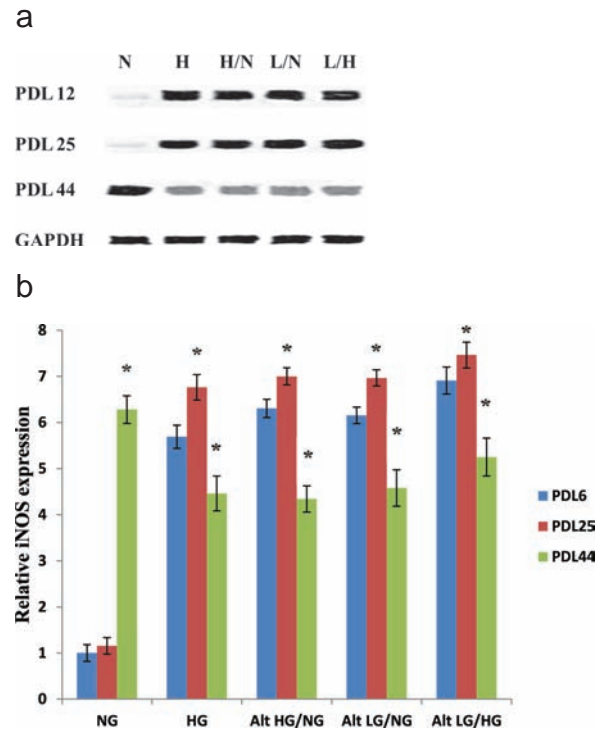 a
N H H/N L/N L/H
PDL 12
PDL 25
PDL 44
GAPDH
b
Relative iNOS expression
8
7
6
5
4
3
2
1
0
* * * * * * * * *
NG HG Alt HG/NG Alt LG/NG Alt LG/HG
PDL6
PDL25
PDL44